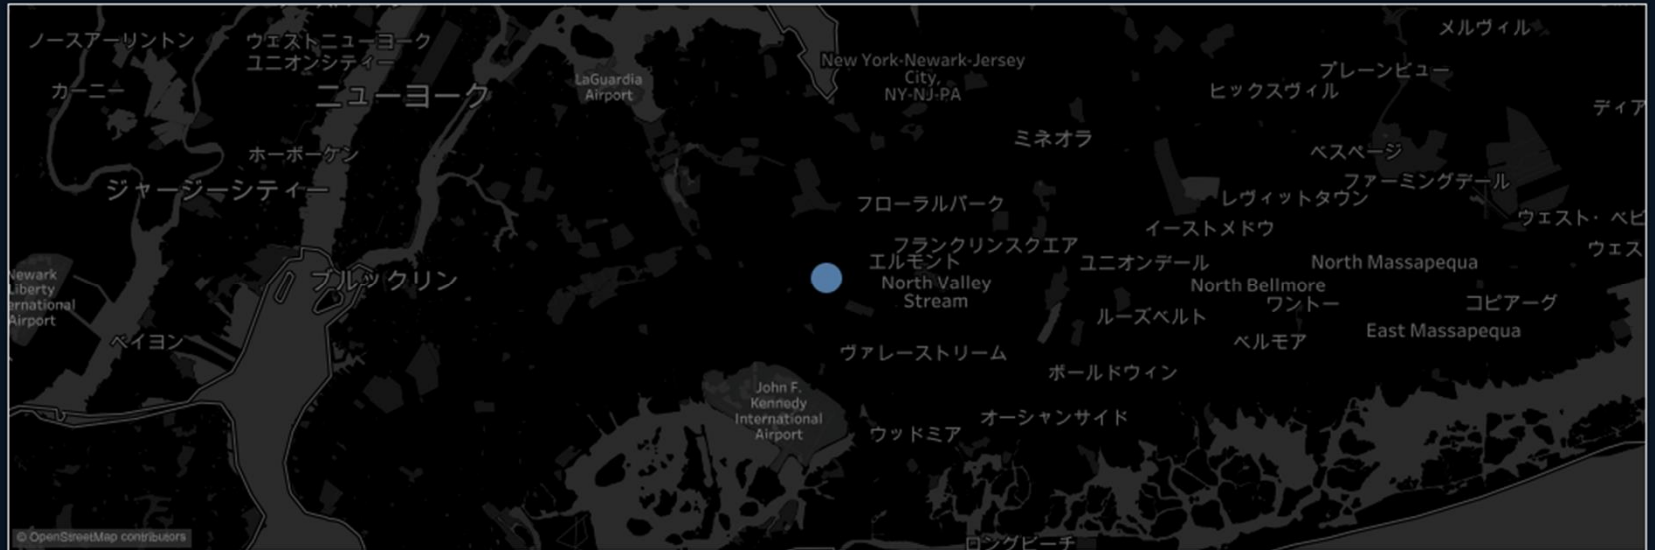 ノースアーリントン
ウェストニューヨーク
ユニオンシティー
カーニー
ニューヨーク
LaGuardia
Airport
New York-Newark-Jersey
City,
NY-NJ-PA
メルヴィル
プレーンビュー
ヒックスヴィル
ディア
ミネオラ
ホーボーケン
ベスページ
ジャージーシティー
ファーミングデール
レヴィットタウン
フローラルパーク
ウェスト・ベビ
イーストメドウ
フランクリンスクエア
ウェス
エルモント
ユニオンデール
North Massapequa
Newark
Liberty
ernational
Airport
ブルックリン
North Valley
Stream
North Bellmore
ワントー
コピアーグ
ルーズベルト
East Massapequa
ベイヨン
ベルモア
ヴァレーストリーム
ボールドウィン
John F.
Kennedy
International
Airport
オーシャンサイド
ウッドミア
© OpenStreetMap contributors
ロングビーチ